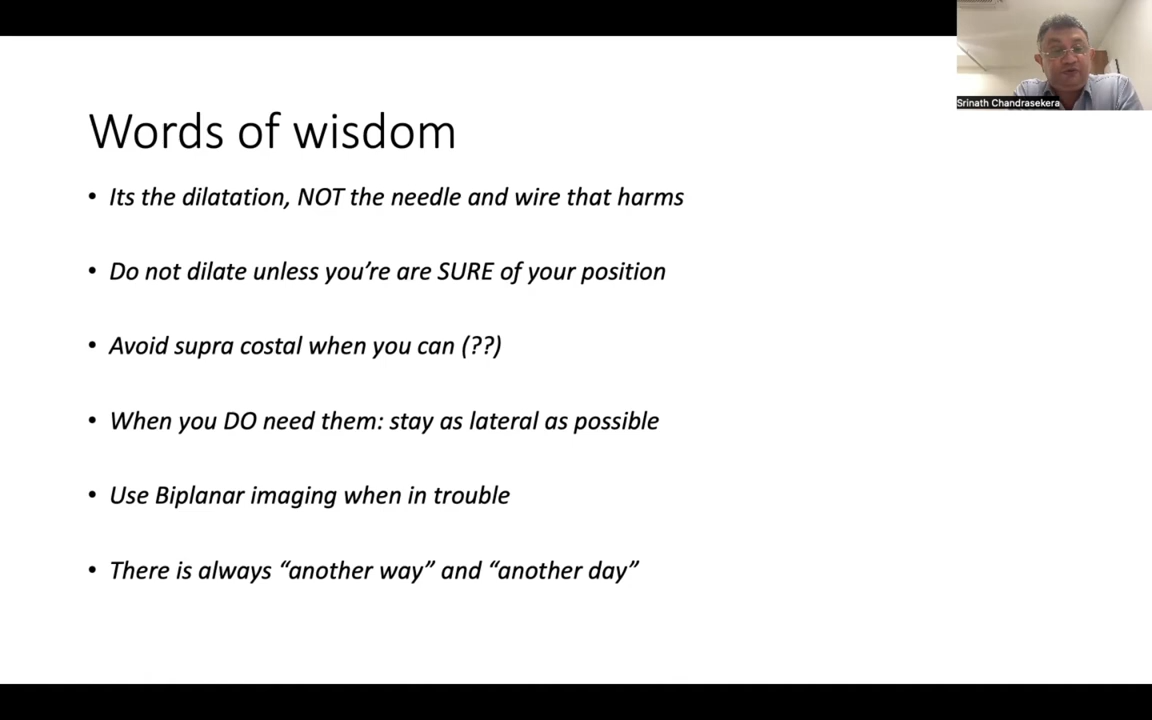 Srinath Chandrasekera
Words of wisdom
• Its the dilatation, NOT the needle and wire that harms
• Do not dilate unless you’re are SURE of your position
• Avoid supra costal when you can (??)
• When you DO need them: stay as lateral as possible
• Use Biplanar imaging when in trouble
• There is always “another way” and “another day”